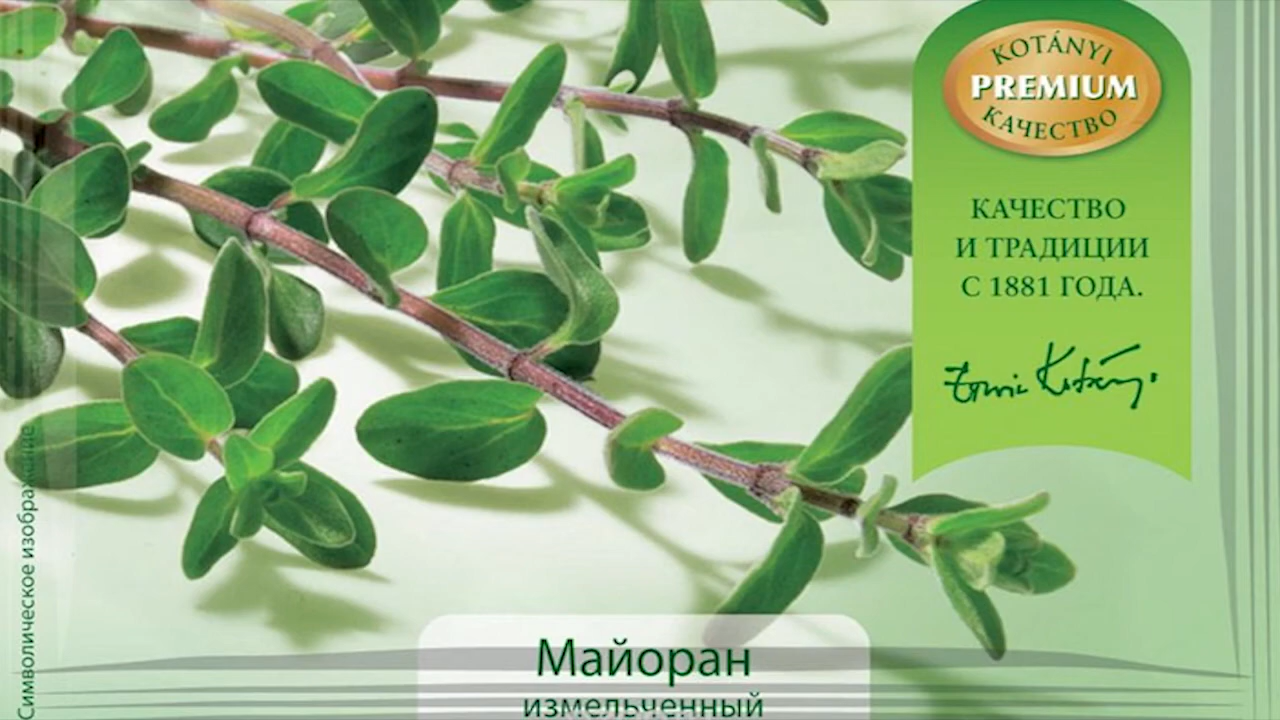 KOTÁNYI
PREMIUM
КАЧЕСТВО
КАЧЕСТВО
И ТРАДИЦИИ
С 1881 ГОДА.
Символическое изображение
Майоран
измельченный